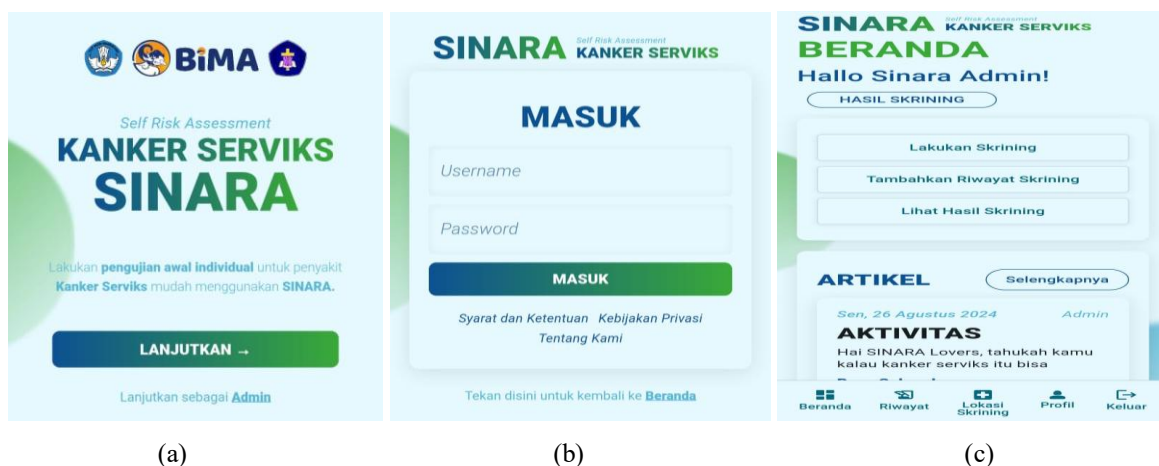 BiMA
Self Risk Assessment
KANKER SERVIKS
SINARA
Lakukan pengujian awal individual untuk penyakit
Kanker Serviks mudah menggunakan SINARA.
LANJUTKAN →
Lanjutkan sebagai Admin
(a)
SINARA
Self Risk Assessment
KANKER SERVIKS
MASUK
Username
Password
MASUK
Syarat dan Ketentuan Kebijakan Privasi
Tentang Kami
Tekan disini untuk kembali ke Beranda
(b)
SINARA
Self Risk Assessment
KANKER SERVIKS
BERANDA
Hallo Sinara Admin!
HASIL SKRINING
Lakukan Skrining
Tambahkan Riwayat Skrining
Lihat Hasil Skrining
ARTIKEL
Selengkapnya
Sen, 26 Agustus 2024 Admin
AKTIVITAS
Hai SINARA Lovers, tahukah kamu
kalau kanker serviks itu bisa
Beranda
Riwayat
Lokasi
Skrining
Profil
Keluar
(c)